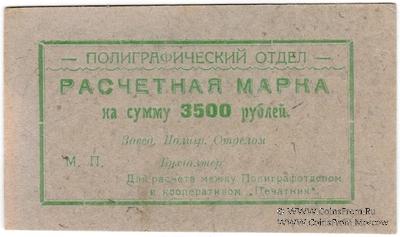 — ПОЛИГРАФИЧЕСКИЙ ОТДЕЛ —
РАСЧЕТНАЯ МАРКА
на сумму 3500 рублей.
Завед. Полигр. Отделом
М. П. Бухгалтер
Для расчета между Полиграфотделом
и кооперативом „Печатник".
© www.CoinsFrom.Ru
www.CoinsFrom.Ru